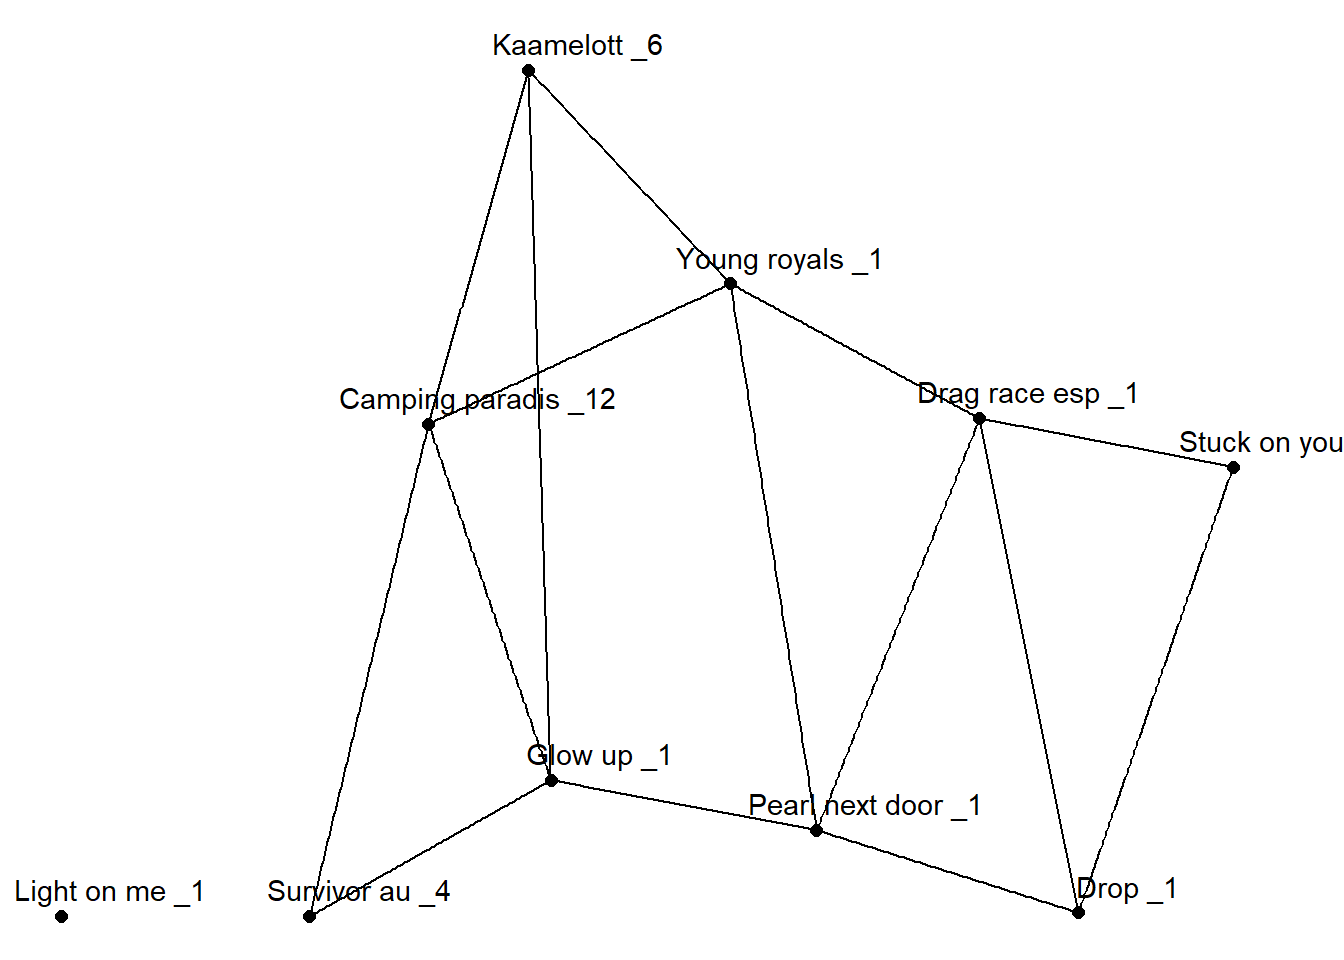 Kaamelott _6
Young royals _1
Drag race esp _1
Camping paradis _12
Stuck on you
Glow up _1
Pearl next door _1
Drop _1
Light on me _1
Survivor au _4